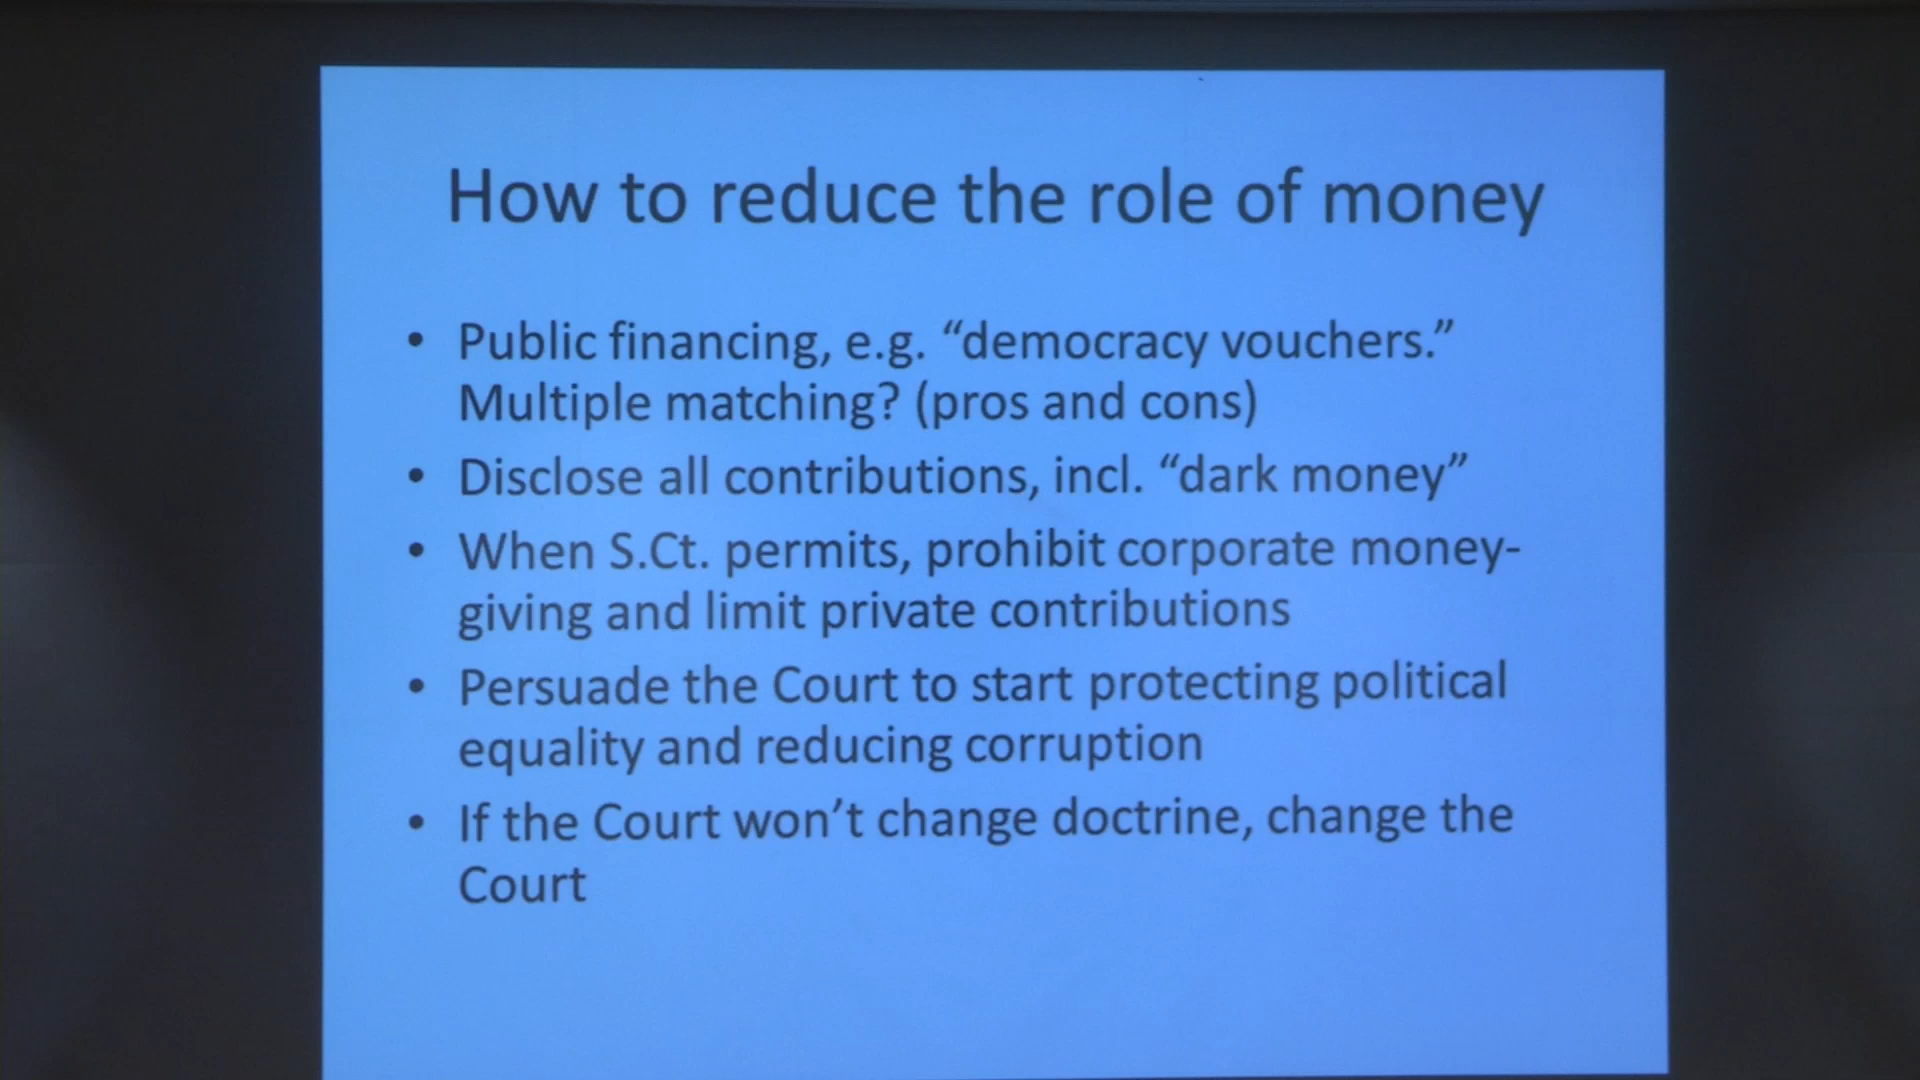 How to reduce the role of money
• Public financing, e.g. “democracy vouchers.”
Multiple matching? (pros and cons)
• Disclose all contributions, incl. “dark money”
• When S.Ct. permits, prohibit corporate money-
giving and limit private contributions
• Persuade the Court to start protecting political
equality and reducing corruption
• If the Court won’t change doctrine, change the
Court